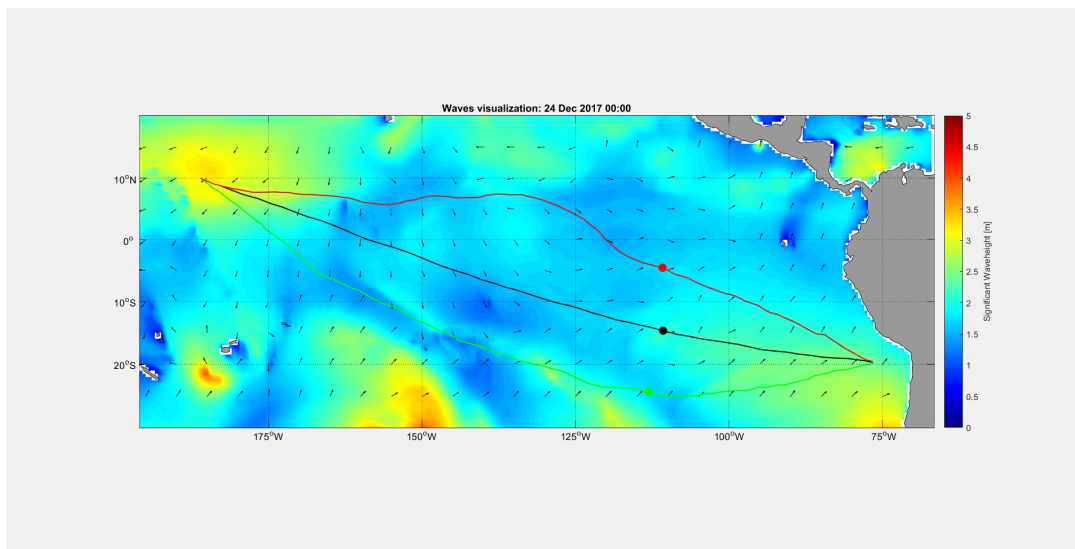 Waves visualization: 24 Dec 2017 00:00
10°N
0°
10°S
20°S
175°W
150°W
125°W
100°W
75°W
5
4.5
4
3.5
3
2.5
2
1.5
1
0.5
0
Significant Waveheight [m]